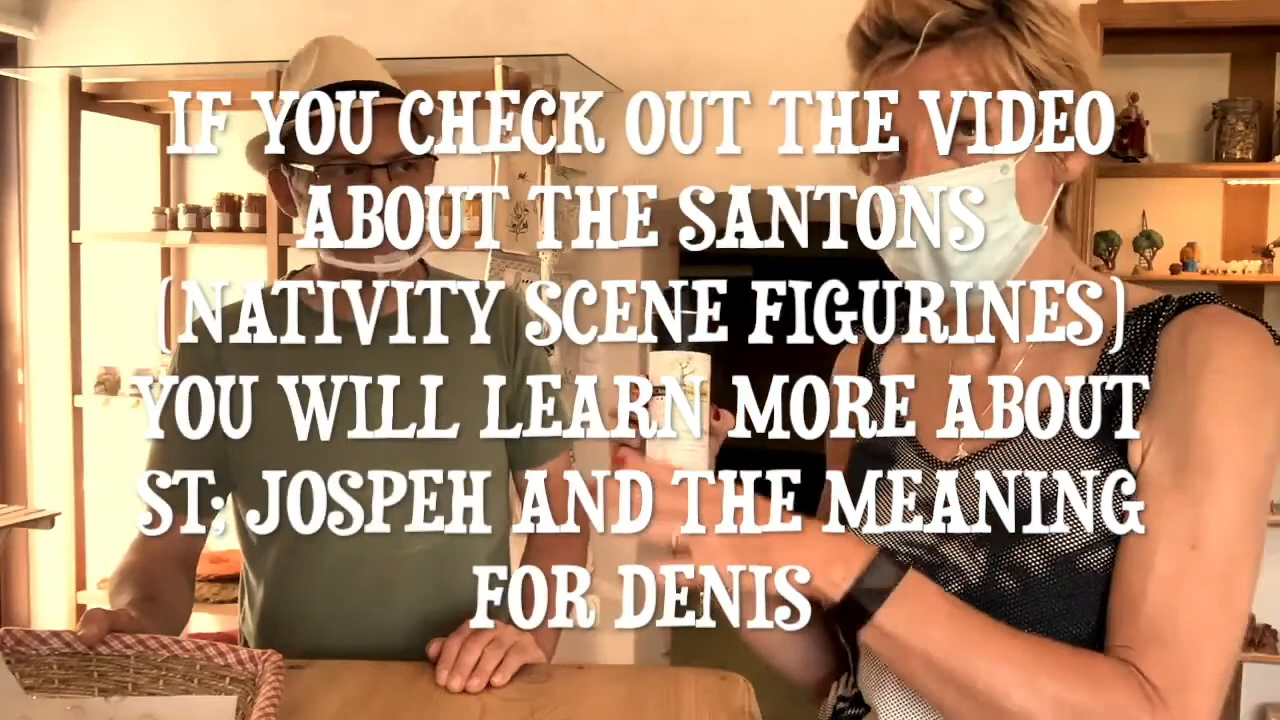 IF YOU CHECK OUT THE VIDEO
ABOUT THE SANTONS
(NATIVITY SCENE FIGURINES)
YOU WILL LEARN MORE ABOUT
ST; JOSPEH AND THE MEANING
FOR DENIS